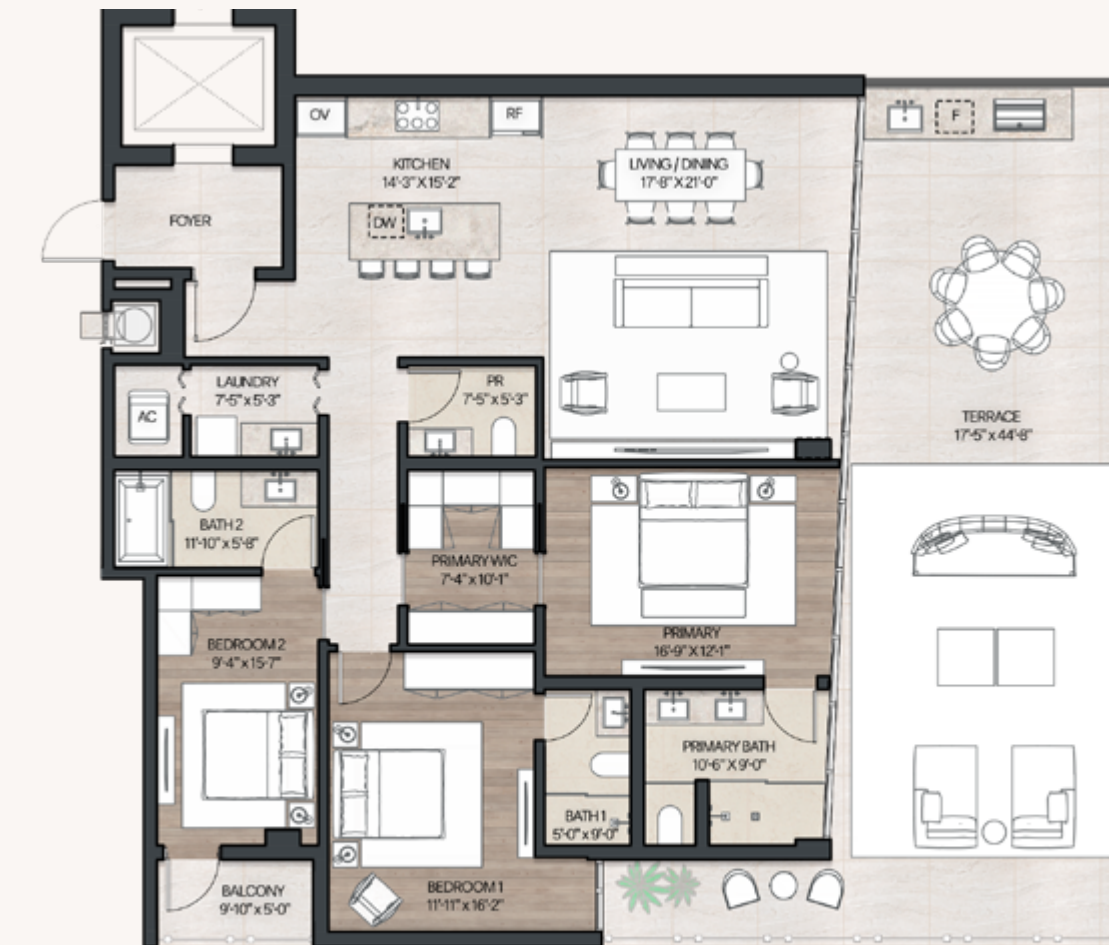 OV
RF
F
KITCHEN
14'-3" X 15'-2"
LIVING / DINING
17'-8" X 21'-0"
DW
FOYER
TERRACE
17'-5" x 44'-8"
LAUNDRY
7'-5" x 5'-3"
PR
7'-5" x 5'-3"
AC
BATH 2
11'-10" x 5'-8"
PRIMARY WIC
7'-4" x 10'-1"
BEDROOM 2
9'-4" x 15'-7"
PRIMARY
16'-9" X 12'-1"
PRIMARY BATH
10'-6" X 9'-0"
BATH 1
5'-0" x 9'-0"
BALCONY
9'-10" x 5'-0"
BEDROOM 1
11'-11" x 16'-2"